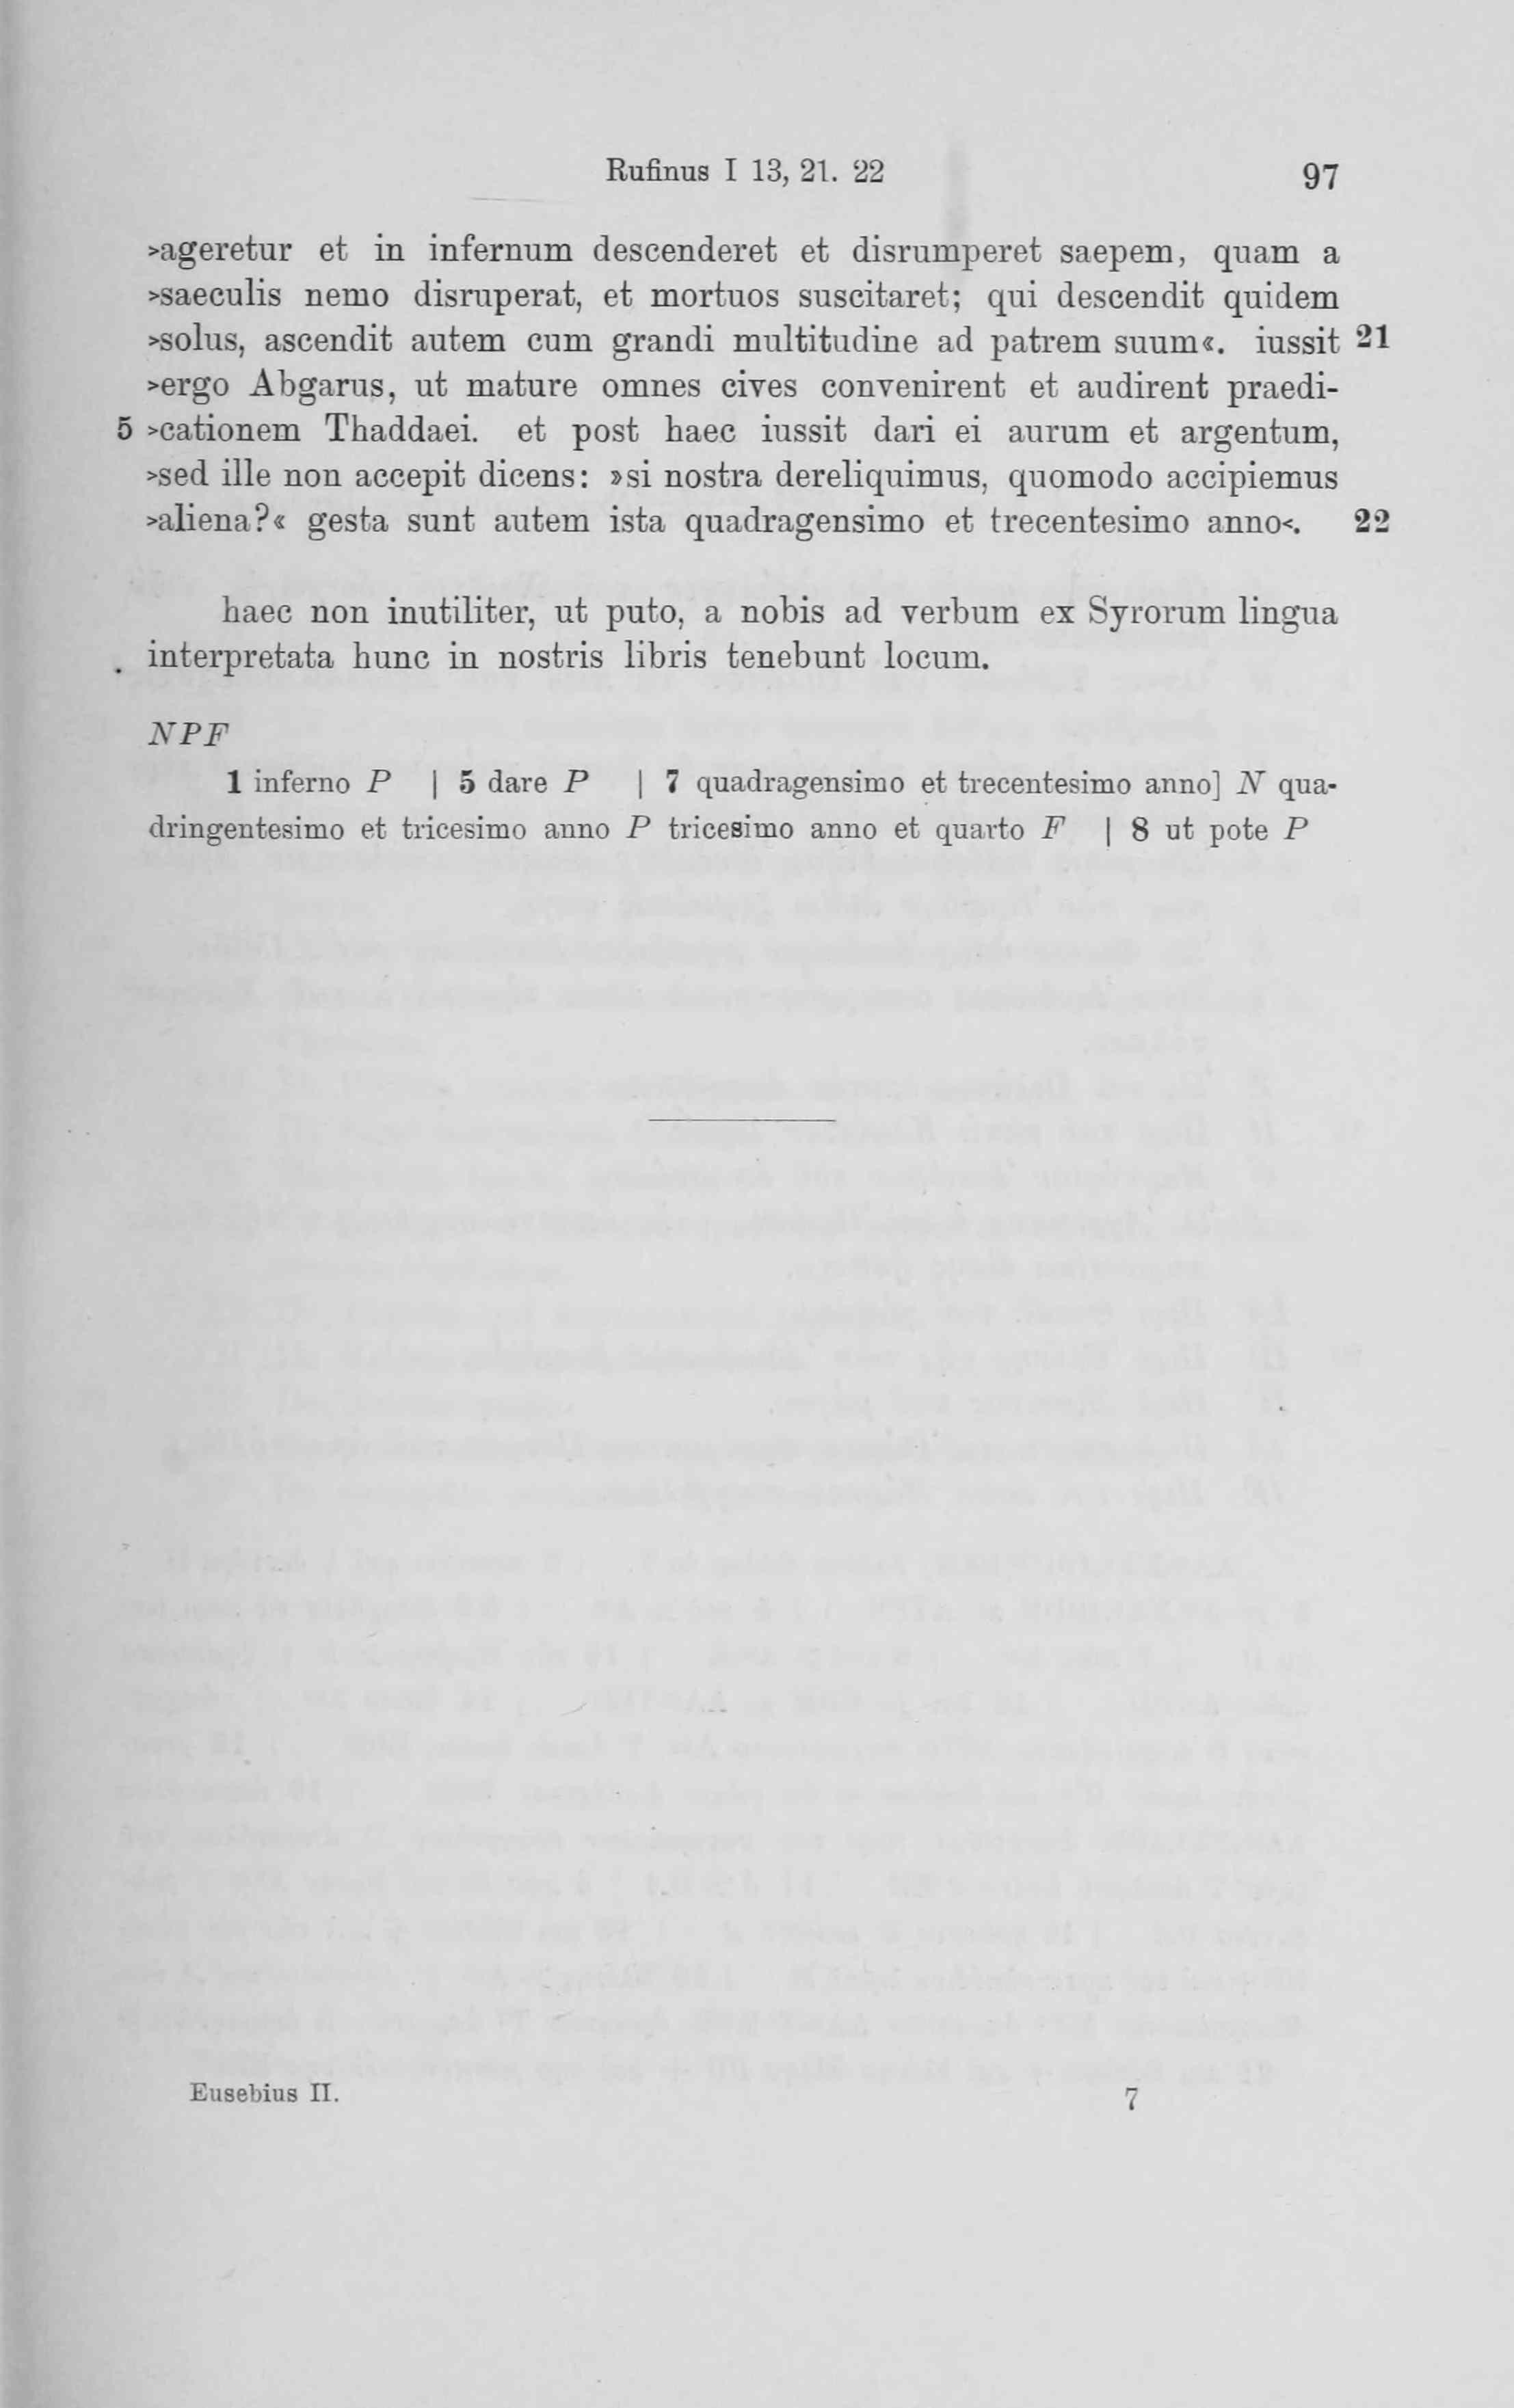 Rufinus I 13, 21. 22 97
>ageretur et in infernum descenderet et disrumperet saepem, quam a
>saeculis nemo disruperat, et mortuos suscitaret; qui descendit quidem
>solus, ascendit autem cum grandi multitudine ad patrem suum«. iussit 21
>ergo Abgarus, ut mature omnes cives convenirent et audirent praedi-
5 >cationem Thaddaei. et post haec iussit dari ei aurum et argentum,
>sed ille non accepit dicens: »si nostra dereliquimus, quomodo accipiemus
>aliena?« gesta sunt autem ista quadragensimo et trecentesimo anno<. 22
haec non inutiliter, ut puto, a nobis ad verbum ex Syrorum lingua
interpretata hunc in nostris libris tenebunt locum.
NPF
1 inferno P | 5 dare P | 7 quadragensimo et trecentesimo anno] N qua-
dringentesimo et tricesimo anno P tricesimo anno et quarto F | 8 ut pote P
Eusebius II. 7